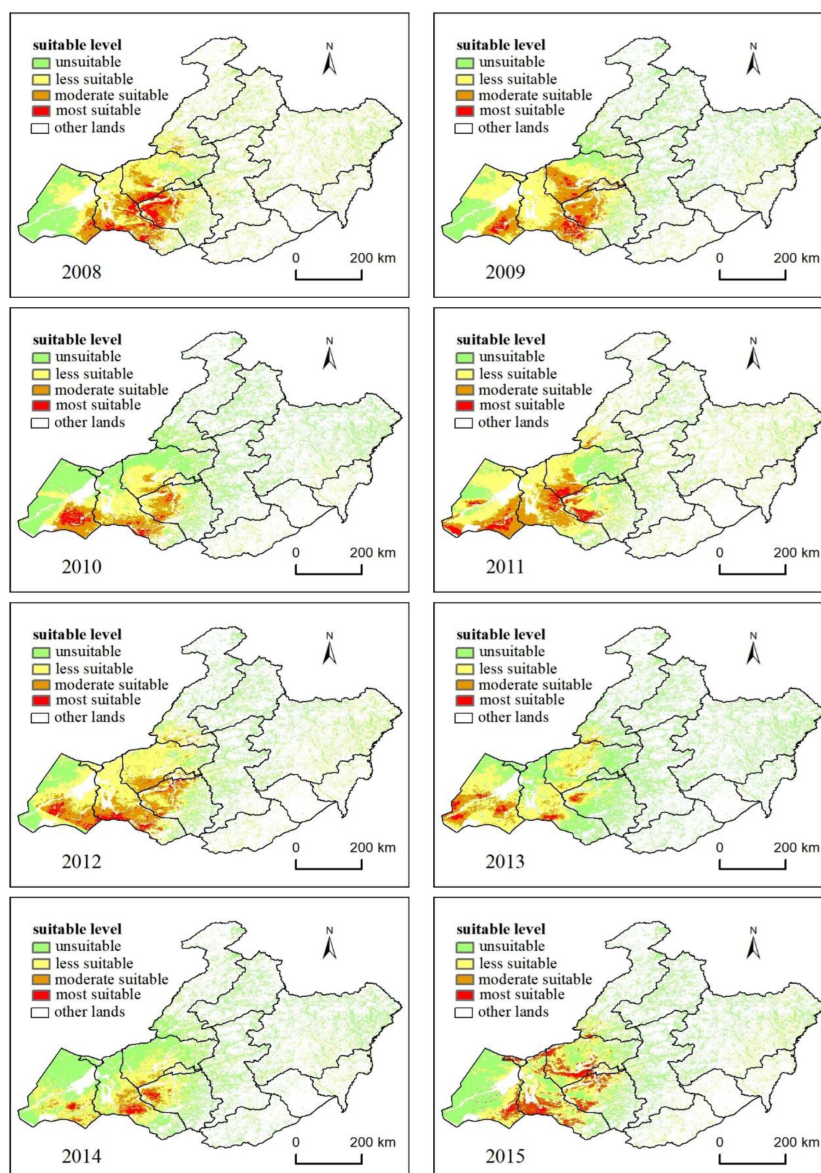 suitable level
N
unsuitable
less suitable
moderate suitable
most suitable
other lands
0 200 km
2008
suitable level
N
unsuitable
less suitable
moderate suitable
most suitable
other lands
0 200 km
2009
suitable level
N
unsuitable
less suitable
moderate suitable
most suitable
other lands
0 200 km
2010
suitable level
N
unsuitable
less suitable
moderate suitable
most suitable
other lands
0 200 km
2011
suitable level
N
unsuitable
less suitable
moderate suitable
most suitable
other lands
0 200 km
2012
suitable level
N
unsuitable
less suitable
moderate suitable
most suitable
other lands
0 200 km
2013
suitable level
N
unsuitable
less suitable
moderate suitable
most suitable
other lands
0 200 km
2014
suitable level
N
unsuitable
less suitable
moderate suitable
most suitable
other lands
0 200 km
2015